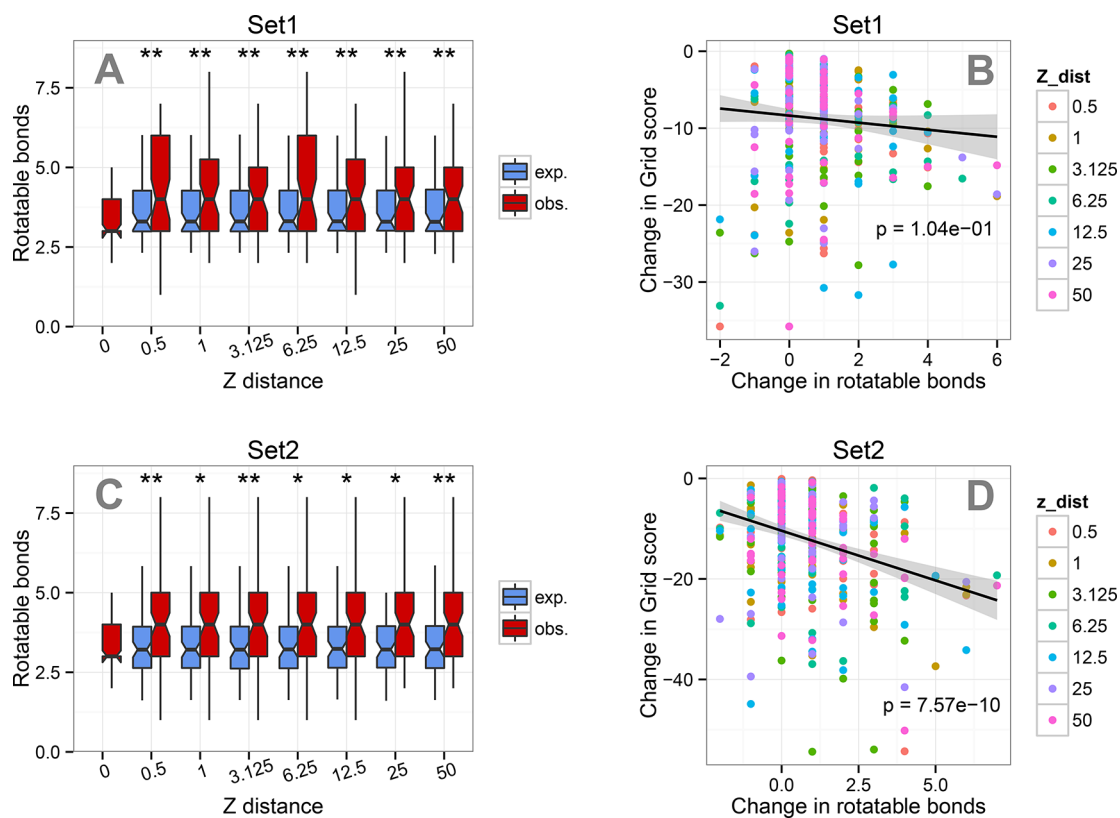 Set1
A
** ** ** ** ** ** **
Rotatable bonds
7.5
5.0
2.5
0.0
0 0.5 1 3.125 6.25 12.5 25 50
Z distance
exp.
obs.
Set1
B
Change in Grid score
0
−10
−20
−30
p = 1.04e−01
−2 0 2 4 6
Change in rotatable bonds
Z_dist
0.5
1
3.125
6.25
12.5
25
50
Set2
C
** * ** * * * **
Rotatable bonds
7.5
5.0
2.5
0.0
0 0.5 1 3.125 6.25 12.5 25 50
Z distance
exp.
obs.
Set2
D
Change in Grid score
0
−20
−40
p = 7.57e−10
0.0 2.5 5.0
Change in rotatable bonds
z_dist
0.5
1
3.125
6.25
12.5
25
50